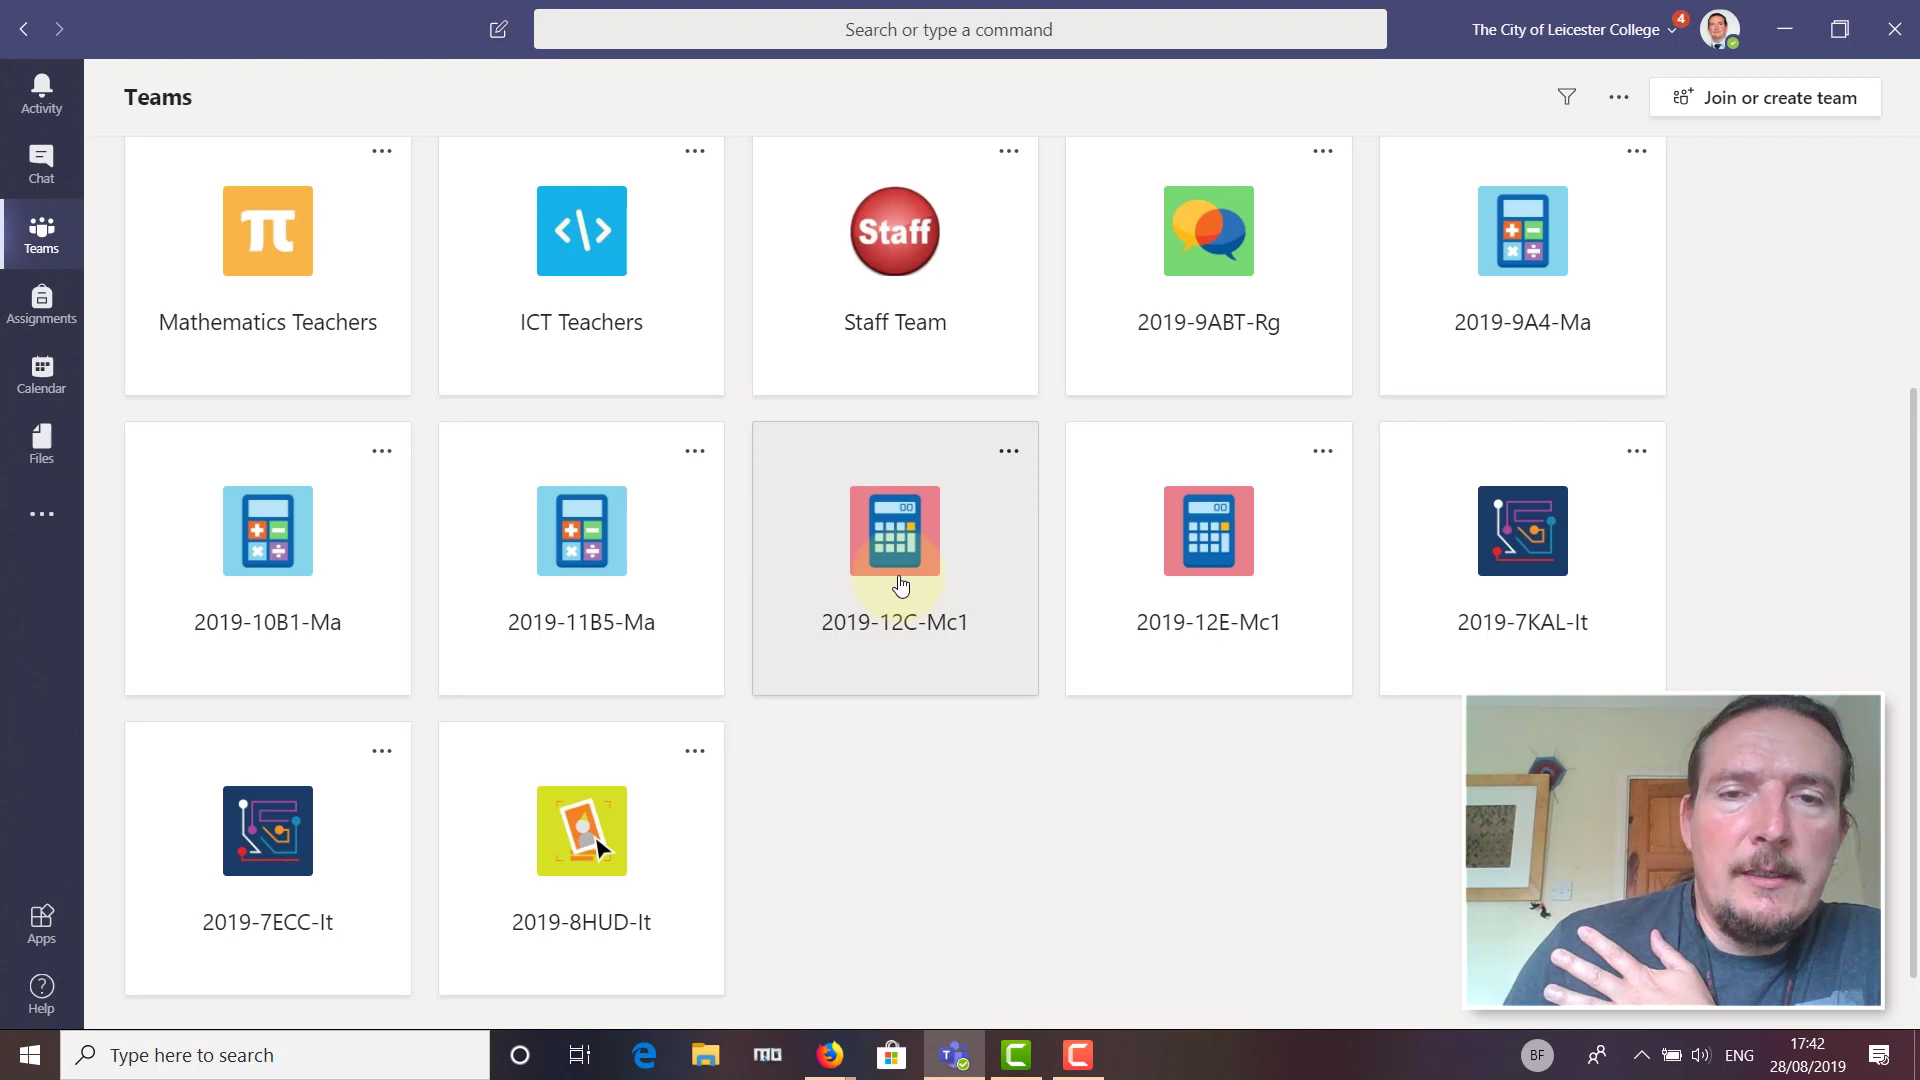 Search or type a command
The City of Leicester College
4
Activity
Chat
Teams
Assignments
Calendar
Files
Apps
Help
Teams
Join or create team
π
</>
Staff
Mathematics Teachers
ICT Teachers
Staff Team
2019-9ABT-Rg
2019-9A4-Ma
2019-10B1-Ma
2019-11B5-Ma
2019-12C-Mc1
2019-12E-Mc1
2019-7KAL-It
2019-7ECC-It
2019-8HUD-It
Type here to search
BF
ENG
17:42
28/08/2019